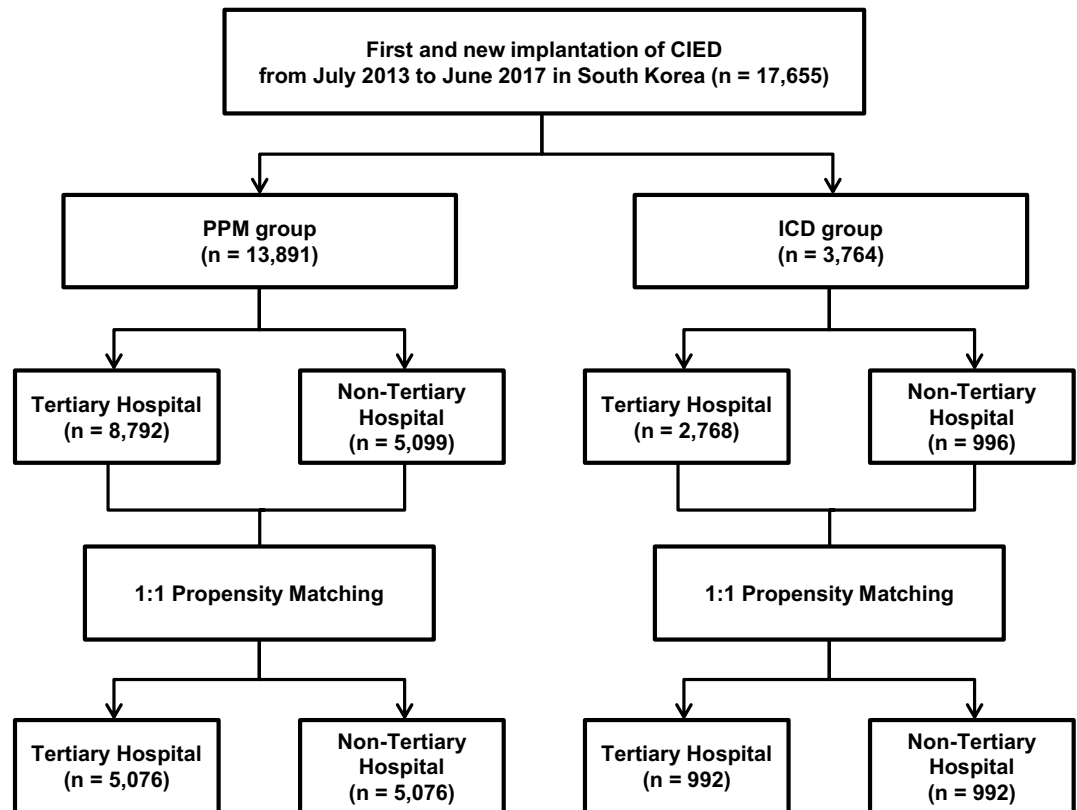 First and new implantation of CIED
from July 2013 to June 2017 in South Korea (n = 17,655)
PPM group
(n = 13,891)
ICD group
(n = 3,764)
Tertiary Hospital
(n = 8,792)
Non-Tertiary
Hospital
(n = 5,099)
Tertiary Hospital
(n = 2,768)
Non-Tertiary
Hospital
(n = 996)
1:1 Propensity Matching
1:1 Propensity Matching
Tertiary Hospital
(n = 5,076)
Non-Tertiary
Hospital
(n = 5,076)
Tertiary Hospital
(n = 992)
Non-Tertiary
Hospital
(n = 992)